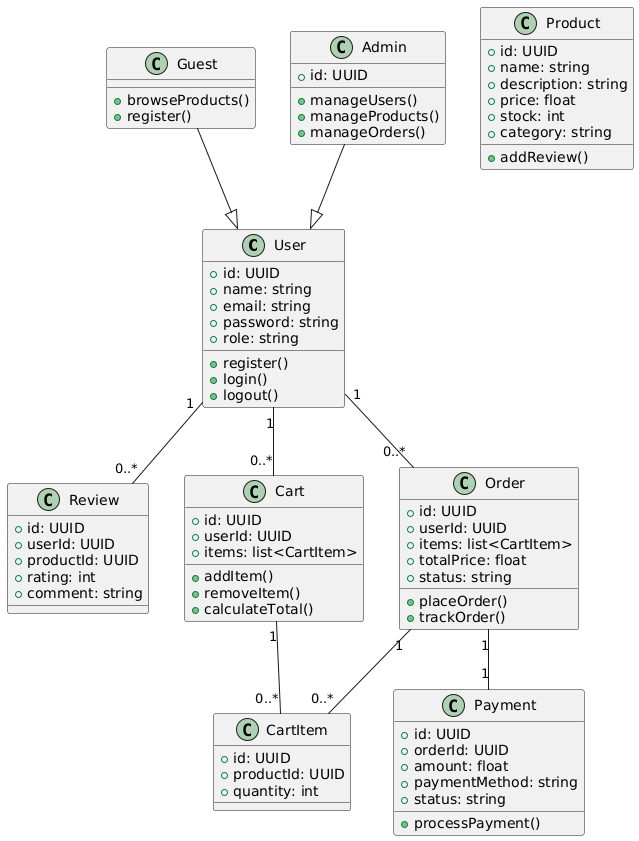 C Guest
browseProducts()
register()
C Admin
id: UUID
manageUsers()
manageProducts()
manageOrders()
C Product
id: UUID
name: string
description: string
price: float
stock: int
category: string
addReview()
C User
id: UUID
name: string
email: string
password: string
role: string
register()
login()
logout()
1
0..*
1
0..*
1
0..*
C Review
id: UUID
userId: UUID
productId: UUID
rating: int
comment: string
C Cart
id: UUID
userId: UUID
items: list<CartItem>
addItem()
removeItem()
calculateTotal()
C Order
id: UUID
userId: UUID
items: list<CartItem>
totalPrice: float
status: string
placeOrder()
trackOrder()
1
0..*
1
0..*
1
1
C CartItem
id: UUID
productId: UUID
quantity: int
C Payment
id: UUID
orderId: UUID
amount: float
paymentMethod: string
status: string
processPayment()